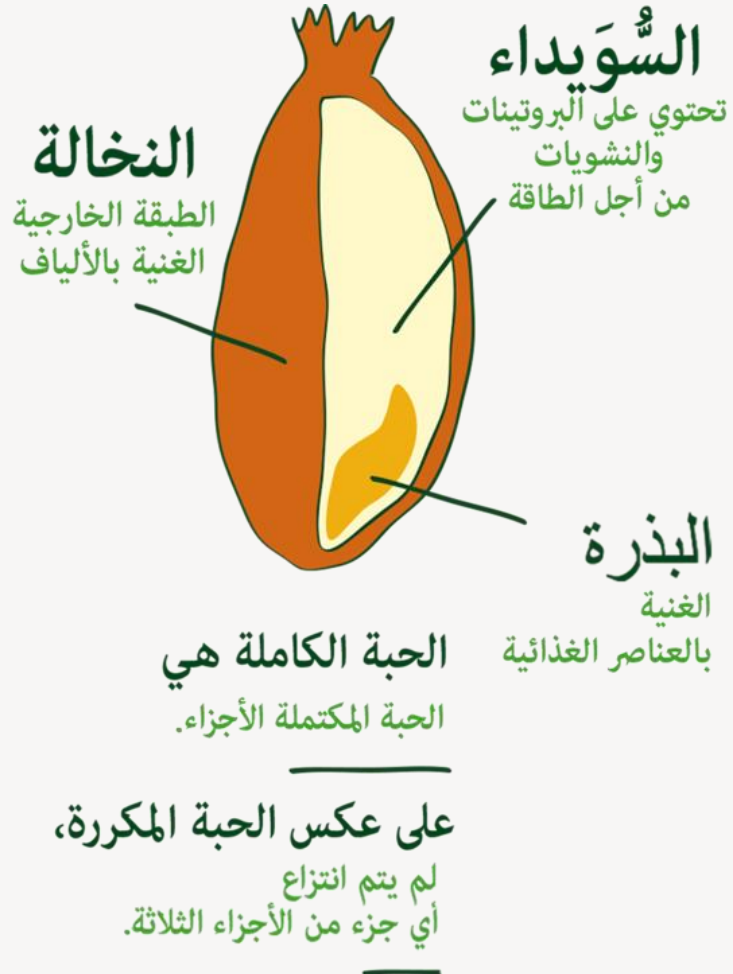 السُّوَيداء
تحتوي على البروتينات
والنشويات
من أجل الطاقة
النخالة
الطبقة الخارجية
الغنية بالألياف
البذرة
الغنية
بالعناصر الغذائية
الحبة الكاملة هي
الحبة المكتملة الأجزاء.
على عكس الحبة المكررة،
لم يتم انتزاع
أي جزء من الأجزاء الثلاثة.